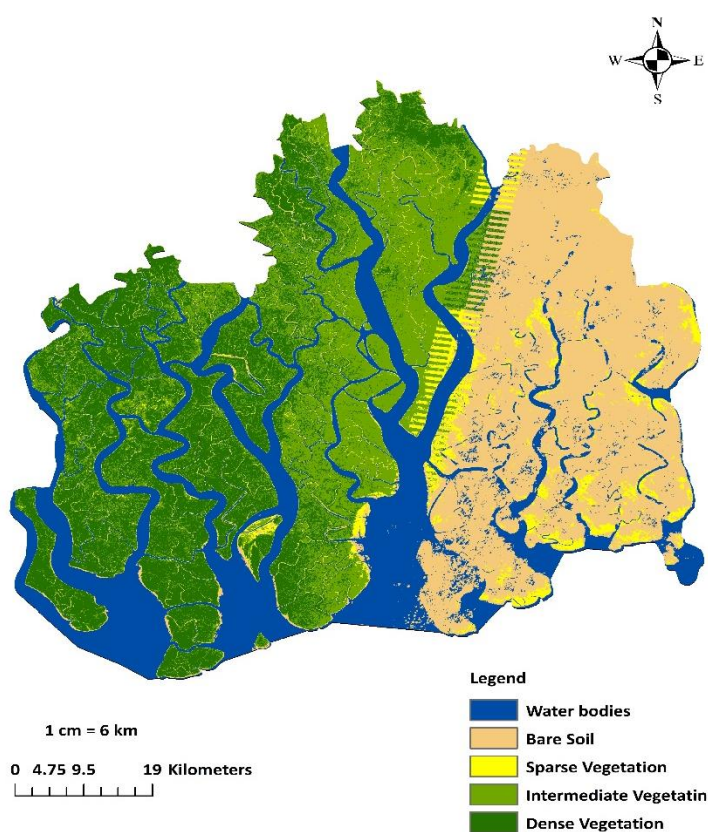 N
W E
S
Legend
Water bodies
Bare Soil
Sparse Vegetation
Intermediate Vegetatin
Dense Vegetation
1 cm = 6 km
0 4.75 9.5 19 Kilometers